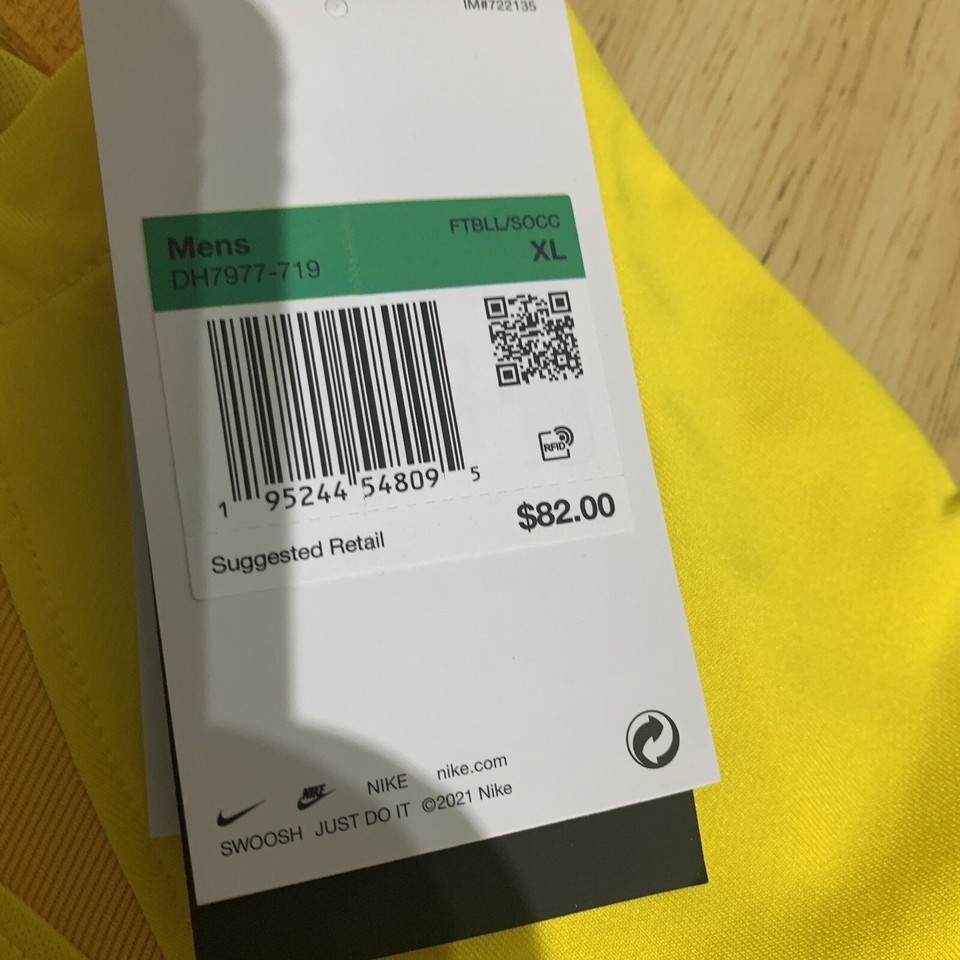 IM#722135
Mens
FTBLL/SOCC
DH7977-719
XL
RFID
1 95244 54809 5
Suggested Retail
$82.00
NIKE
NIKE
nike.com
SWOOSH JUST DO IT ©2021 Nike